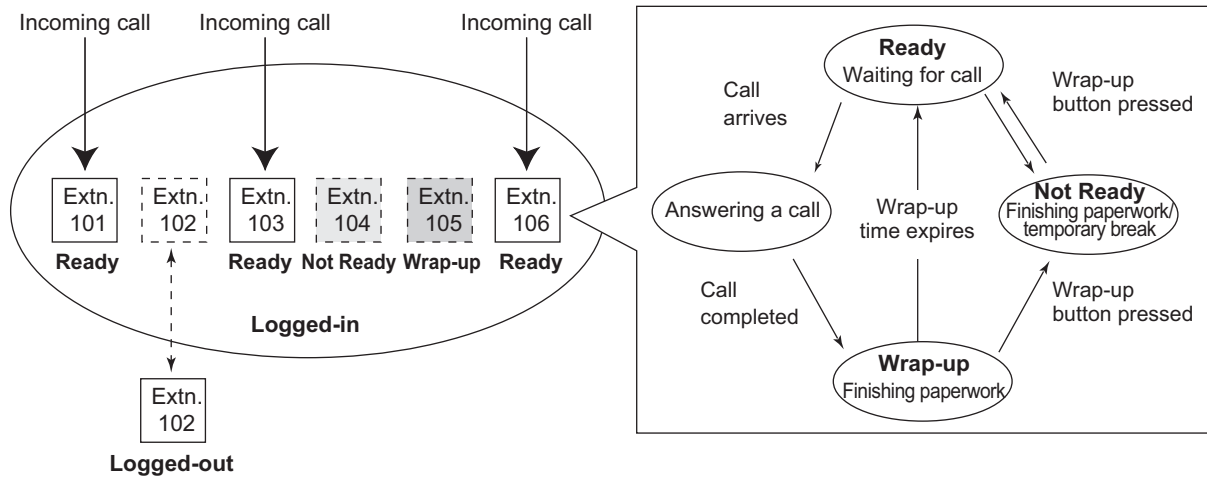 Incoming call
Incoming call
Incoming call
Extn.
101
Extn.
102
Extn.
103
Extn.
104
Extn.
105
Extn.
106
Ready
Ready
Not Ready
Wrap-up
Ready
Logged-in
Extn.
102
Logged-out
Ready
Waiting for call
Call
arrives
Wrap-up
button pressed
Answering a call
Wrap-up
time expires
Not Ready
Finishing paperwork/
temporary break
Call
completed
Wrap-up
button pressed
Wrap-up
Finishing paperwork